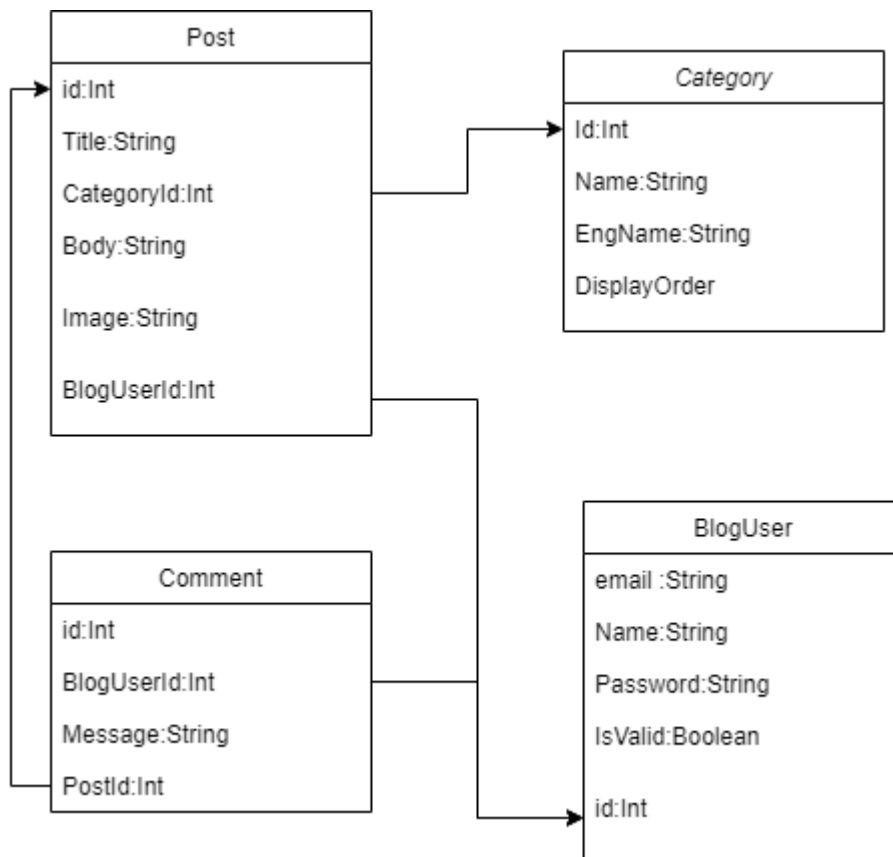 Post
id:Int
Title:String
CategoryId:Int
Body:String
Image:String
BlogUserId:Int
Category
Id:Int
Name:String
EngName:String
DisplayOrder
Comment
id:Int
BlogUserId:Int
Message:String
PostId:Int
BlogUser
email :String
Name:String
Password:String
IsValid:Boolean
id:Int